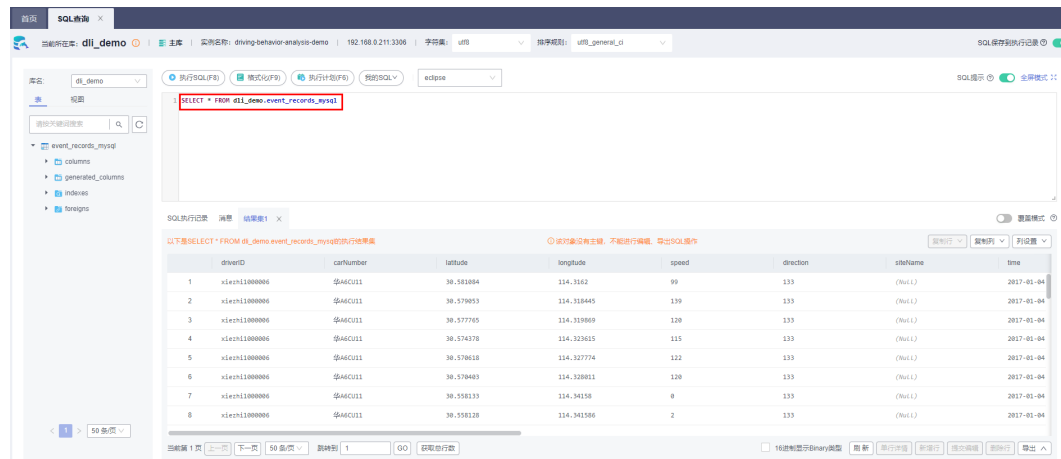 首页 SQL查询 ×
当前所在库: dli_demo 主库 | 实例名称: driving-behavior-analysis-demo | 192.168.0.211:3306 | 字符集: utf8 排序规则: utf8_general_ci SQL保存到执行记录
库名: dli_demo 执行SQL(F8) 格式化(F9) 执行计划(F6) 我的SQL eclipse SQL提示 全屏模式
表 视图
1 SELECT * FROM dli_demo.event_records_mysql
请按关键词搜索
event_records_mysql
columns
generated_columns
indexes
foreigns
SQL执行记录 消息 结果集1 × 覆盖模式
以下是SELECT * FROM dli_demo.event_records_mysql的执行结果集 该对象没有主键，不能进行编辑、导出SQL操作 复制行 复制列 列设置
driverID carNumber latitude longitude speed direction siteName time
1 xiezhi1000006 华A6CU11 30.581084 114.3162 99 133 (Null) 2017-01-04
2 xiezhi1000006 华A6CU11 30.579053 114.318445 139 133 (Null) 2017-01-04
3 xiezhi1000006 华A6CU11 30.577765 114.319869 120 133 (Null) 2017-01-04
4 xiezhi1000006 华A6CU11 30.574378 114.323615 115 133 (Null) 2017-01-04
5 xiezhi1000006 华A6CU11 30.570618 114.327774 122 133 (Null) 2017-01-04
6 xiezhi1000006 华A6CU11 30.570403 114.328011 120 133 (Null) 2017-01-04
7 xiezhi1000006 华A6CU11 30.558133 114.34158 0 133 (Null) 2017-01-04
8 xiezhi1000006 华A6CU11 30.558128 114.341586 2 133 (Null) 2017-01-04
< 1 > 50 条/页
当前第 1 页 上一页 下一页 50 条/页 跳转到 1 GO 获取总行数 16进制显示Binary类型 刷新 单行详情 新增行 提交编辑 删除行 导出